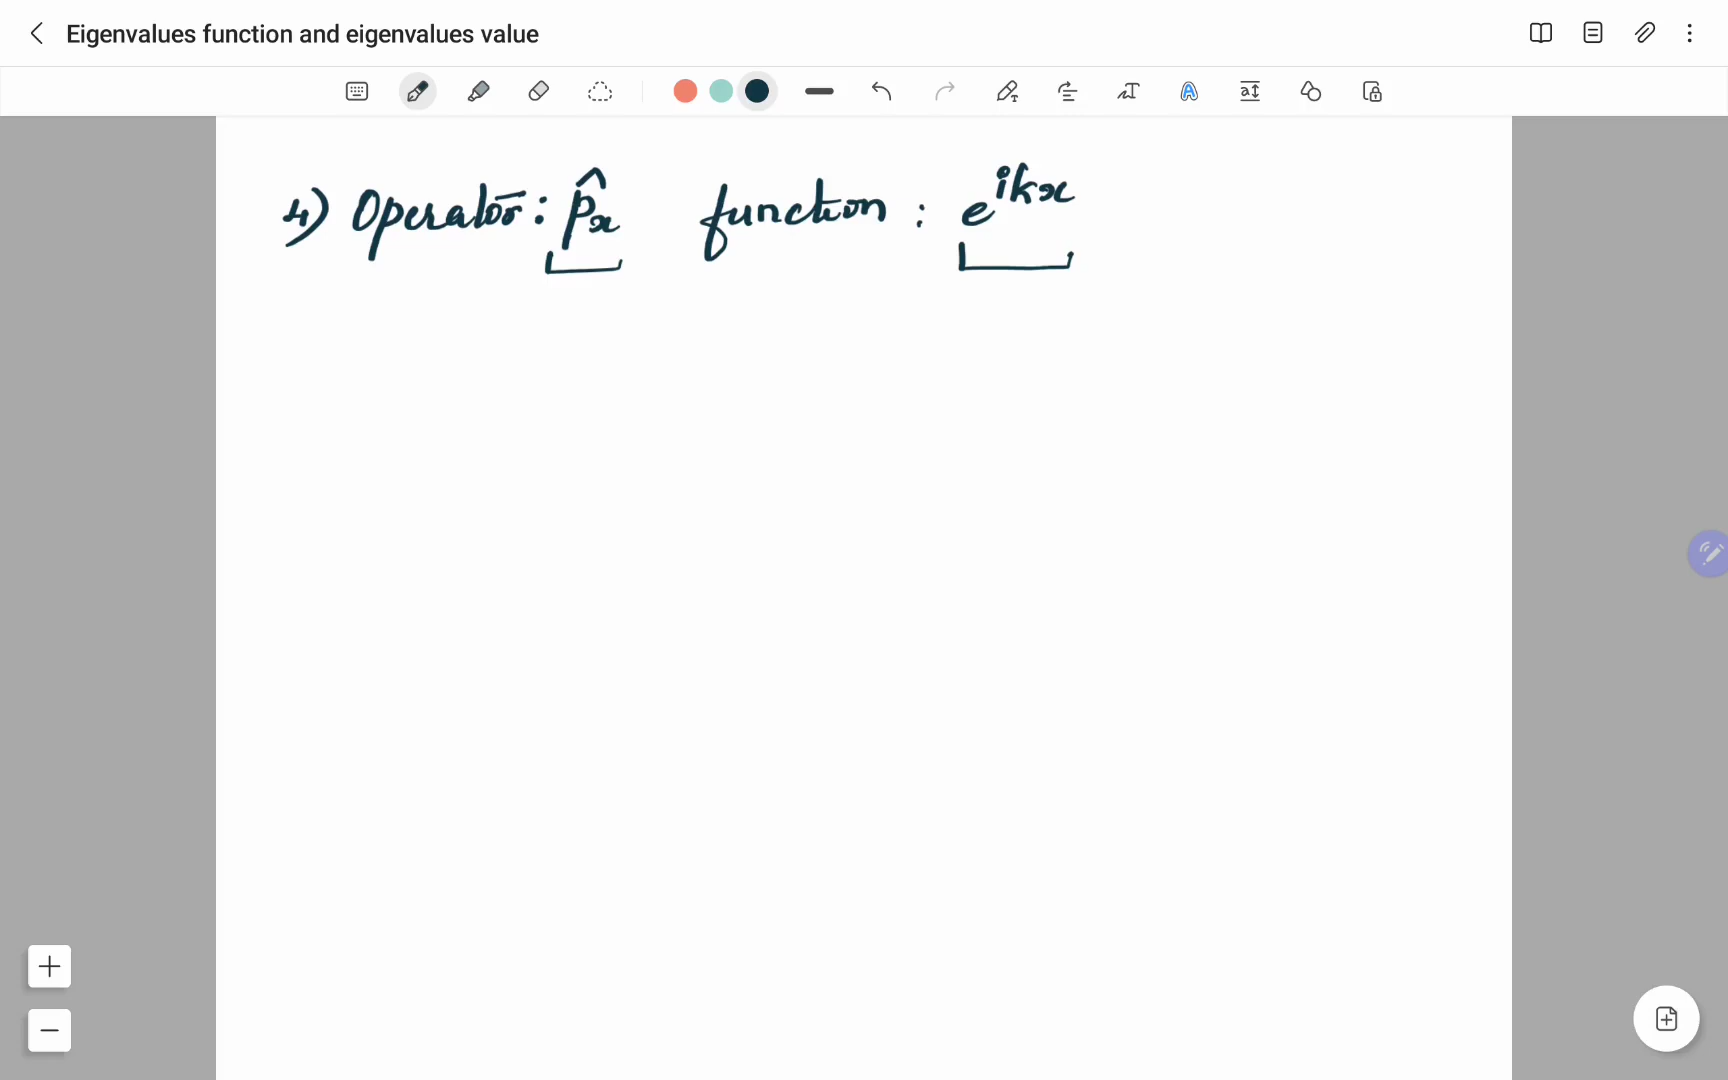 Eigenvalues function and eigenvalues value
4) Operator: p̂ₓ function : e^{ikx}